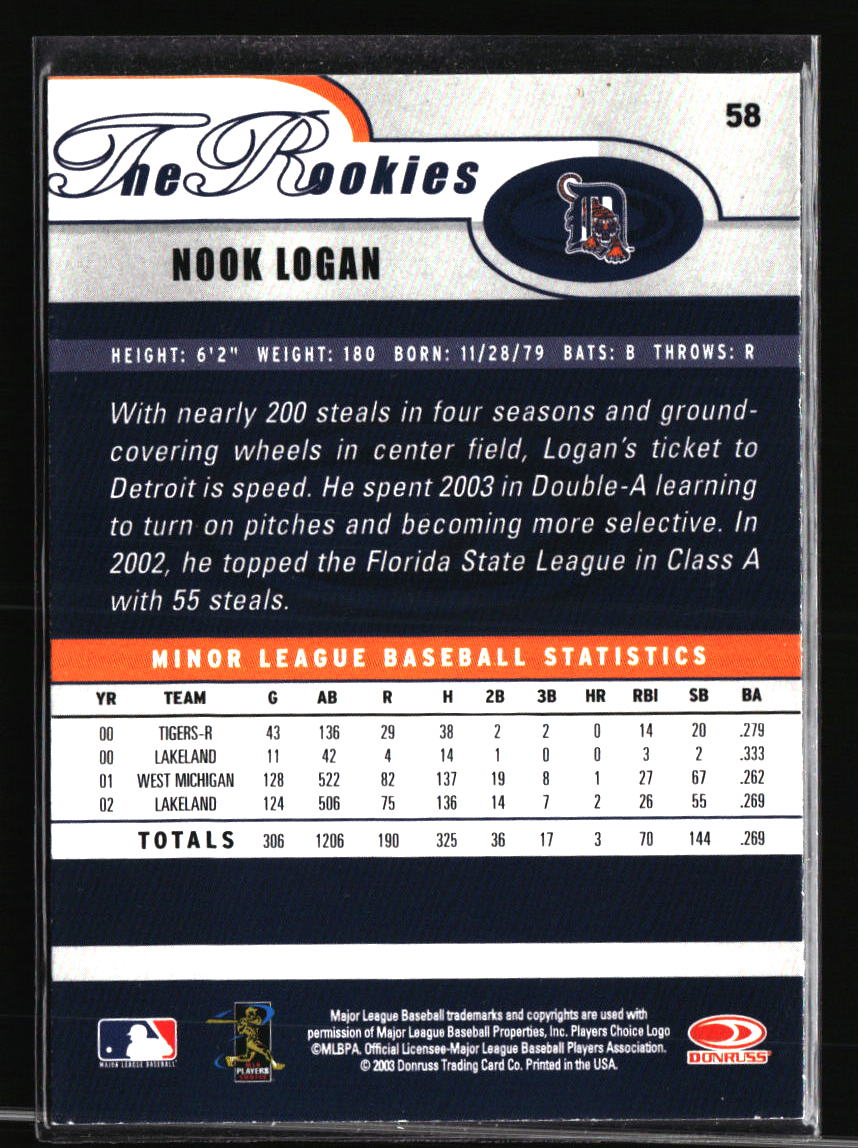 58
The Rookies
NOOK LOGAN
HEIGHT: 6'2" WEIGHT: 180 BORN: 11/28/79 BATS: B THROWS: R
With nearly 200 steals in four seasons and ground-
covering wheels in center field, Logan's ticket to
Detroit is speed. He spent 2003 in Double-A learning
to turn on pitches and becoming more selective. In
2002, he topped the Florida State League in Class A
with 55 steals.
MINOR LEAGUE BASEBALL STATISTICS
YR TEAM G AB R H 2B 3B HR RBI SB BA
00 TIGERS-R 43 136 29 38 2 2 0 14 20 .279
00 LAKELAND 11 42 4 14 1 0 0 3 2 .333
01 WEST MICHIGAN 128 522 82 137 19 8 1 27 67 .262
02 LAKELAND 124 506 75 136 14 7 2 26 55 .269
TOTALS 306 1206 190 325 36 17 3 70 144 .269
Major League Baseball trademarks and copyrights are used with
permission of Major League Baseball Properties, Inc. Players Choice Logo
©MLBPA. Official Licensee-Major League Baseball Players Association.
© 2003 Donruss Trading Card Co. Printed in the USA.
MAJOR LEAGUE BASEBALL
PLAYERS
CHOICE
DONRUSS